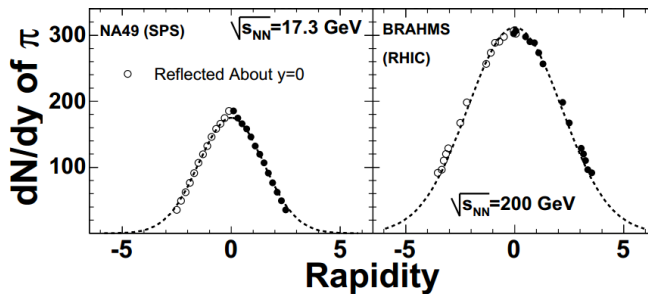 NA49 (SPS) √sNN=17.3 GeV
Reflected About y=0
BRAHMS
(RHIC)
√sNN=200 GeV
dN/dy of π
300
200
100
-5 0 5 -5 0 5
Rapidity